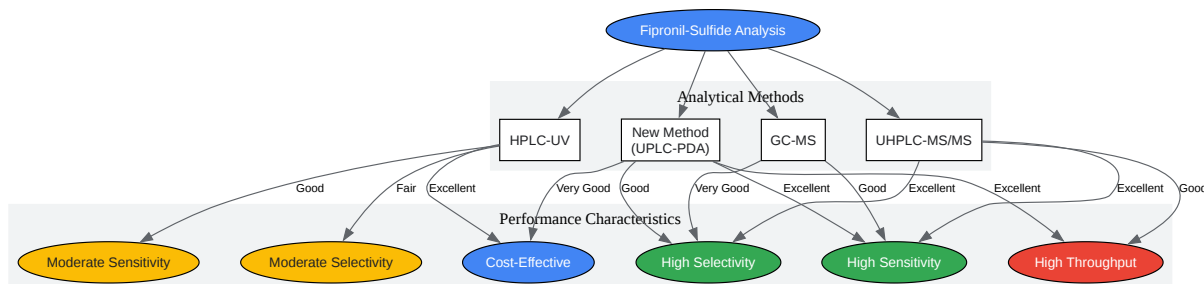 Fipronil-Sulfide Analysis
Analytical Methods
HPLC-UV
New Method
(UPLC-PDA)
GC-MS
UHPLC-MS/MS
Good
Fair
Excellent
Very Good
Good
Very Good
Excellent
Good
Excellent
Excellent
Excellent
Good
Performance Characteristics
Moderate Sensitivity
Moderate Selectivity
Cost-Effective
High Selectivity
High Sensitivity
High Throughput